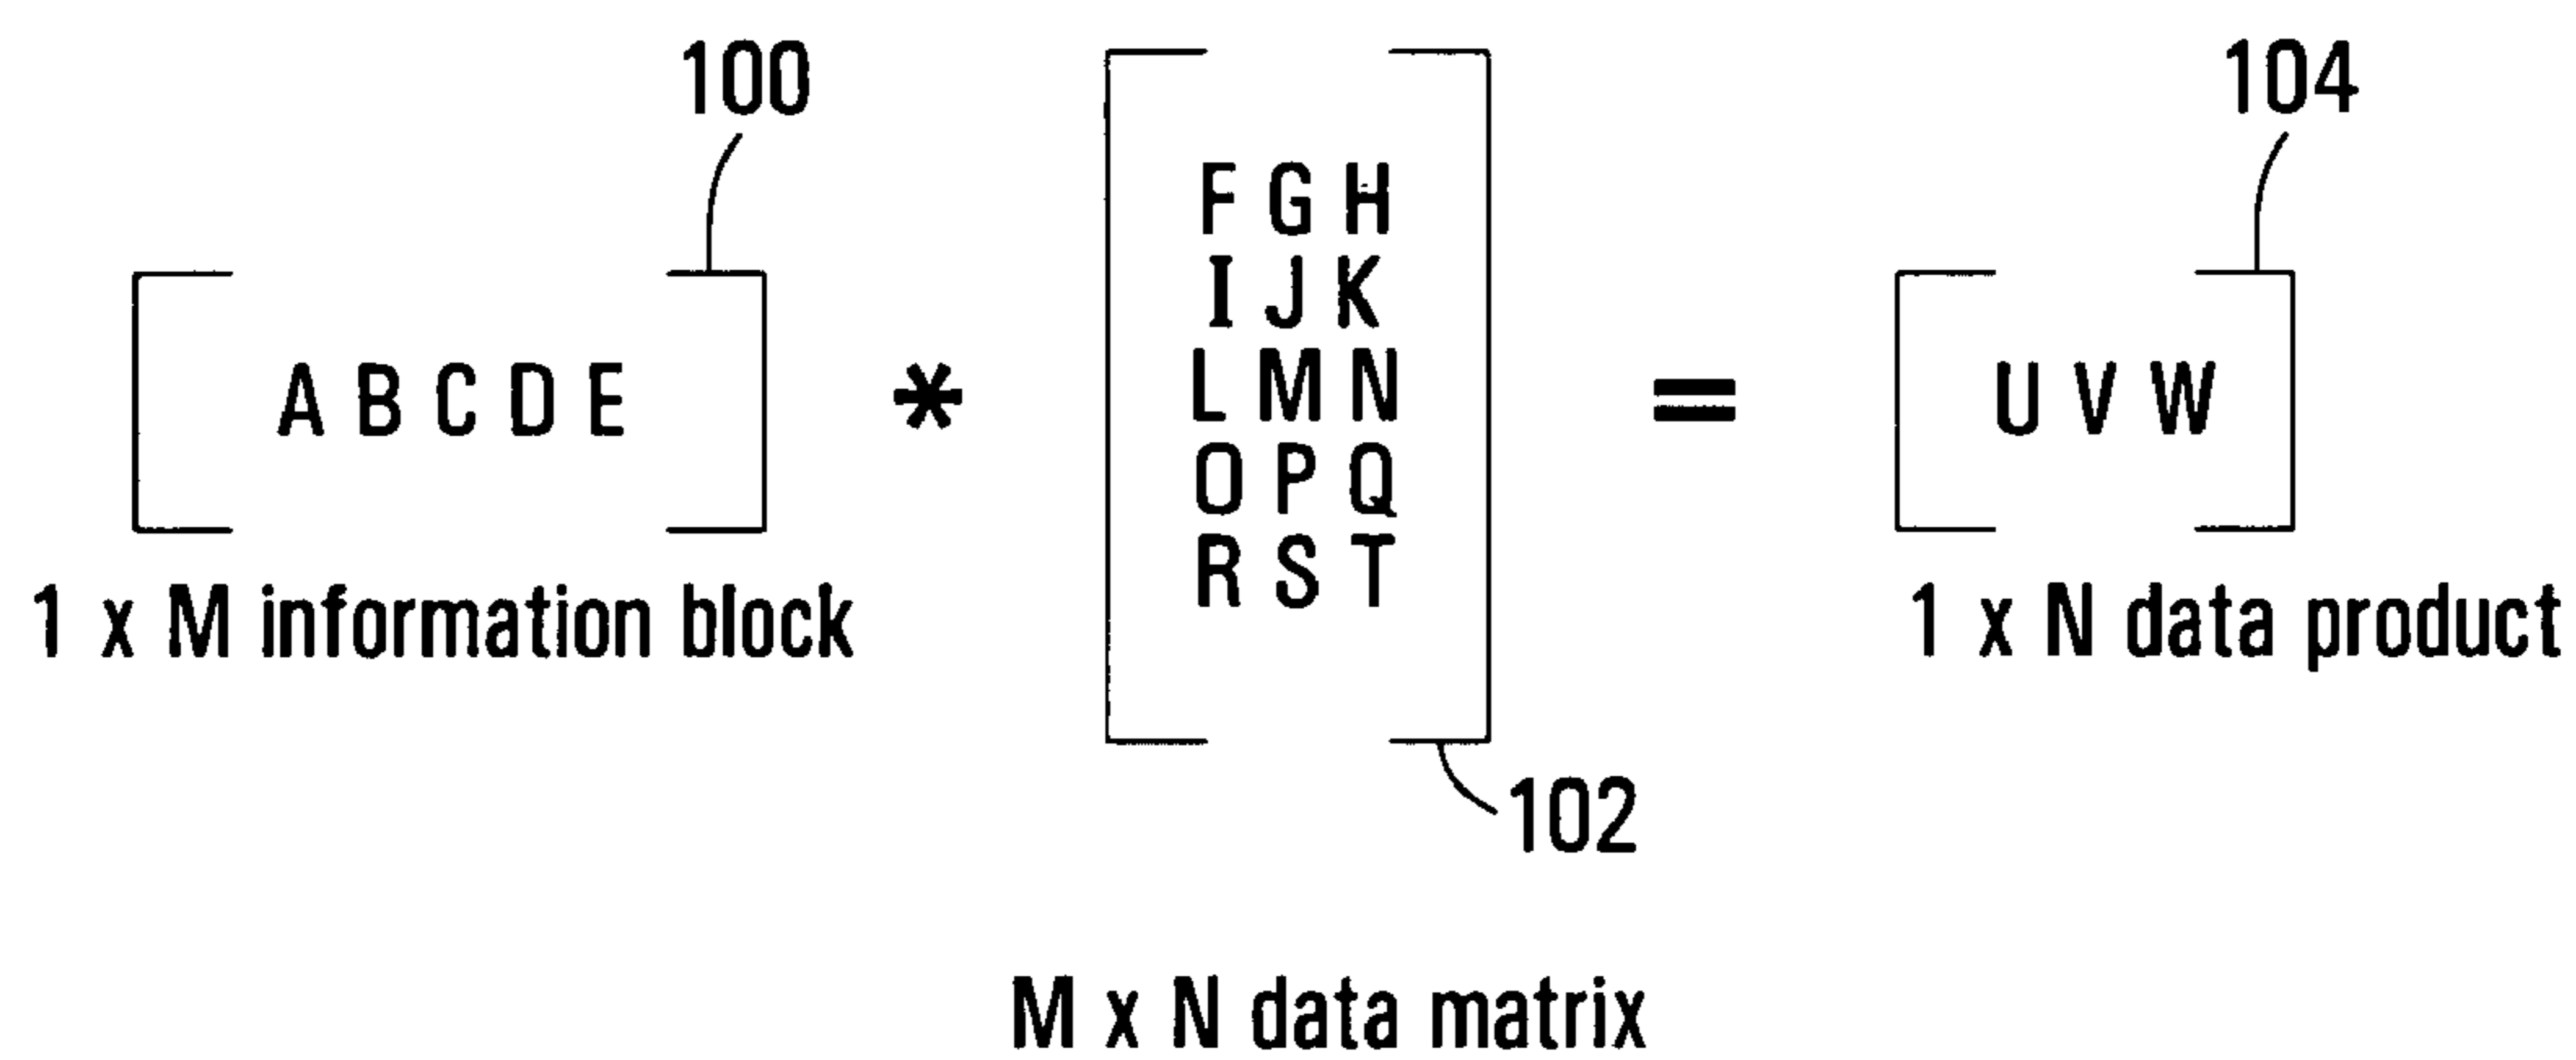 100
104
F G H
I J K
A B C D E * L M N = U V W
O P Q
R S T
1 x M information block
1 x N data product
102
M x N data matrix